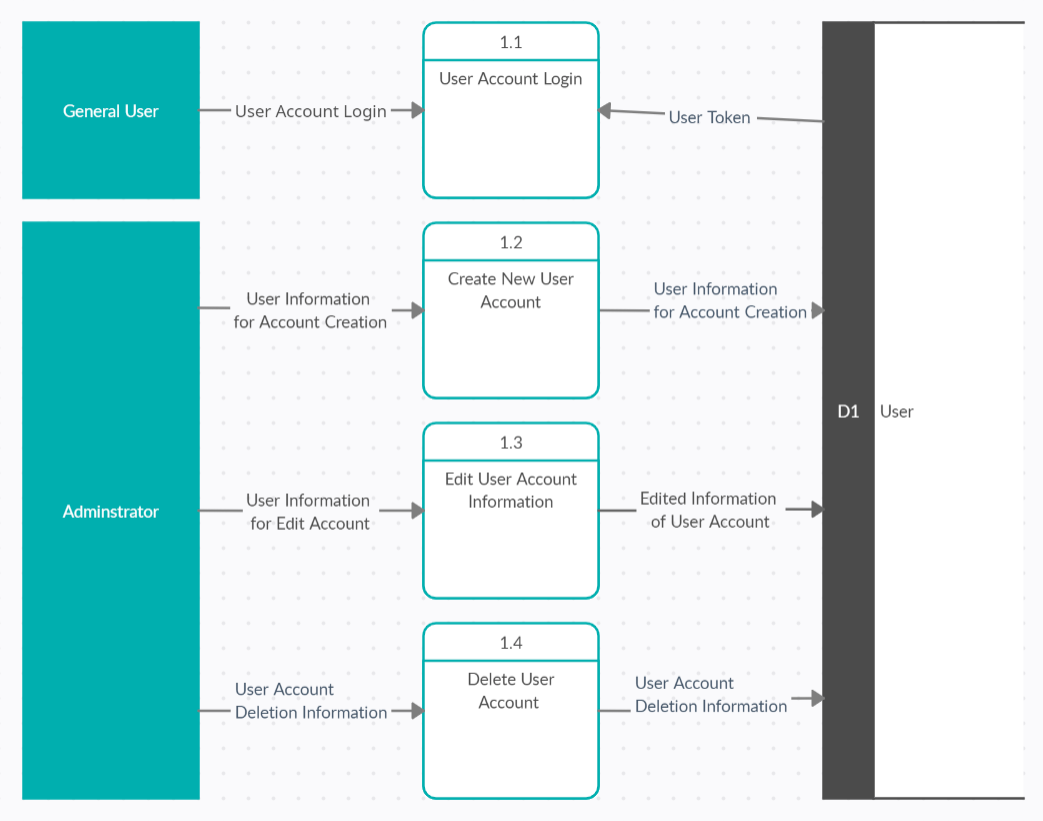 General User
User Account Login
1.1
User Account Login
User Token
Adminstrator
User Information
for Account Creation
1.2
Create New User
Account
User Information
for Account Creation
User Information
for Edit Account
1.3
Edit User Account
Information
Edited Information
of User Account
User Account
Deletion Information
1.4
Delete User
Account
User Account
Deletion Information
D1
User